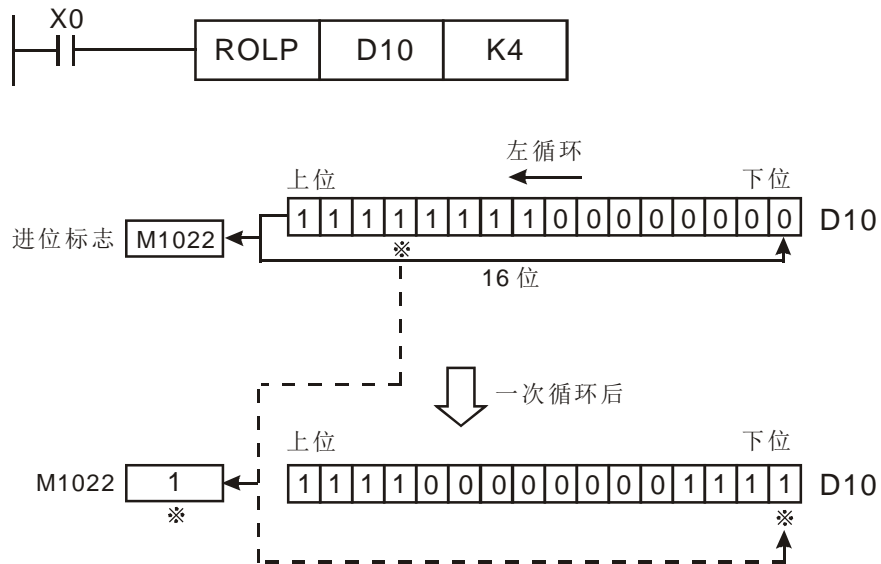 X0
ROLP D10 K4
左循环
上位 下位
进位标志 M1022 1 1 1 1 1 1 1 1 0 0 0 0 0 0 0 0 D10
※
16 位
一次循环后
上位 下位
M1022 1 1 1 1 1 0 0 0 0 0 0 0 0 1 1 1 1 D10
※ ※